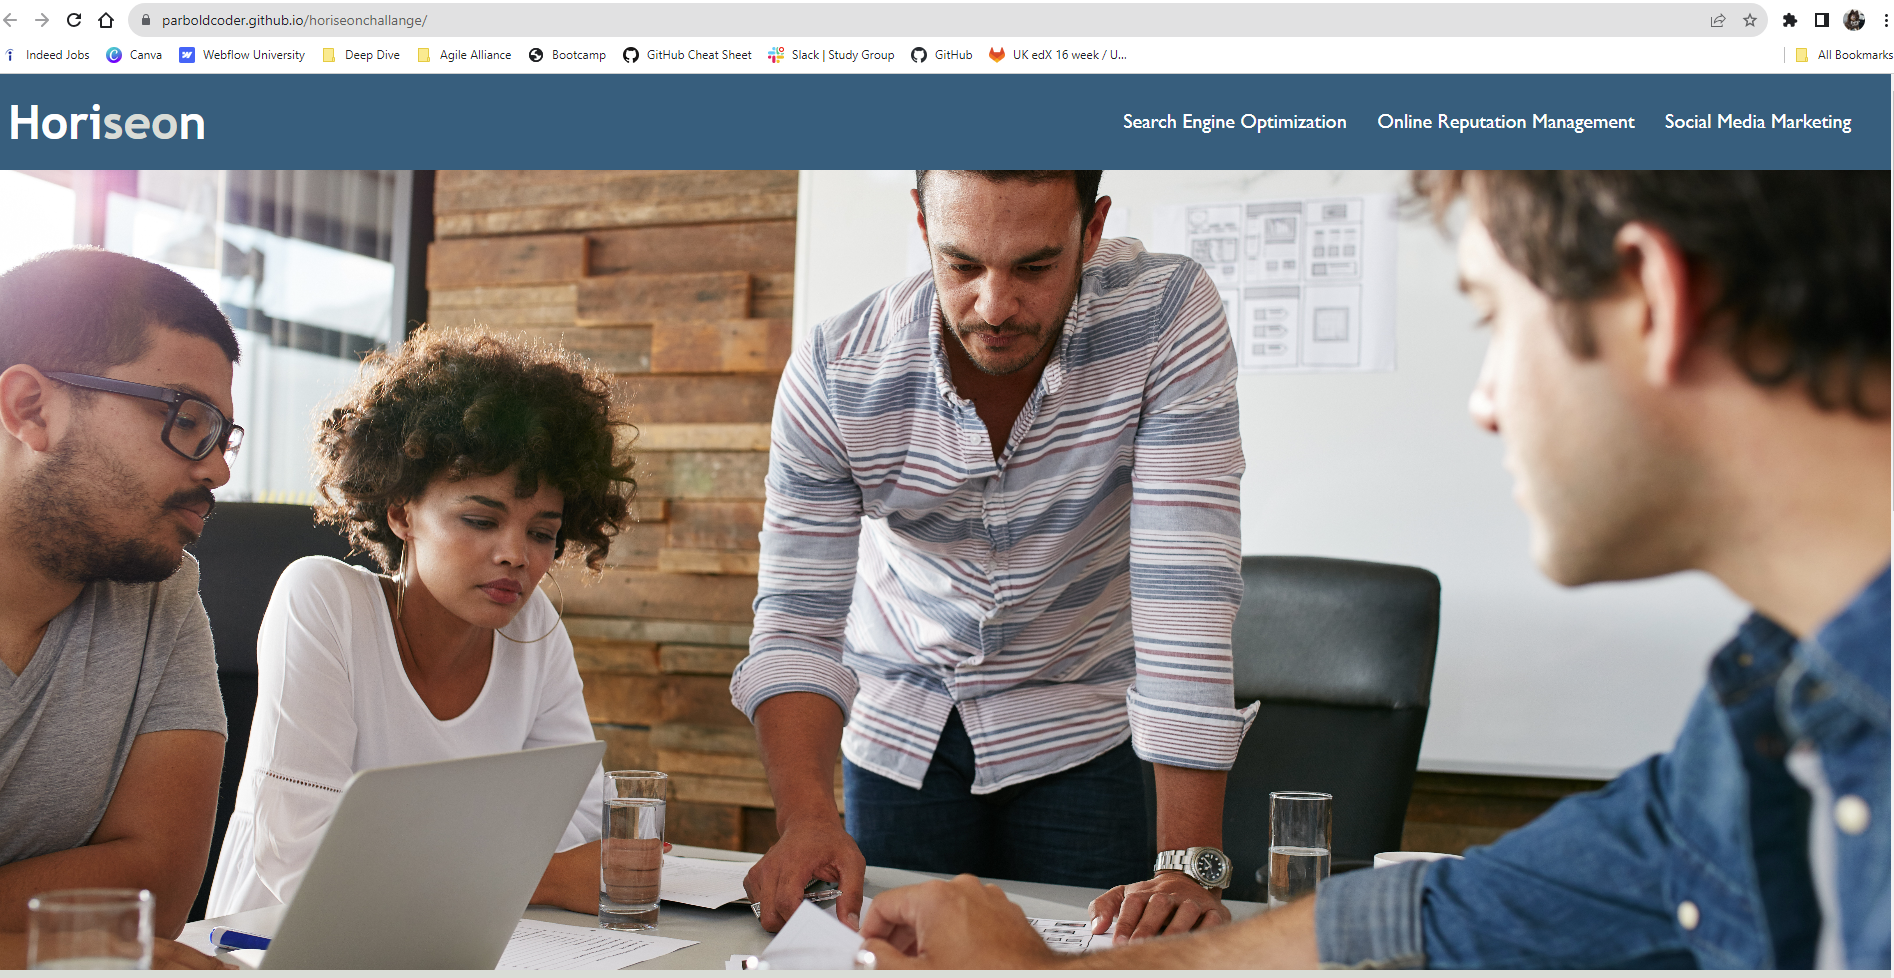 parboldcoder.github.io/horiseonchallange/
Indeed Jobs Canva Webflow University Deep Dive Agile Alliance Bootcamp GitHub Cheat Sheet Slack | Study Group GitHub UK edX 16 week / U... All Bookmarks
Horiseon Search Engine Optimization Online Reputation Management Social Media Marketing